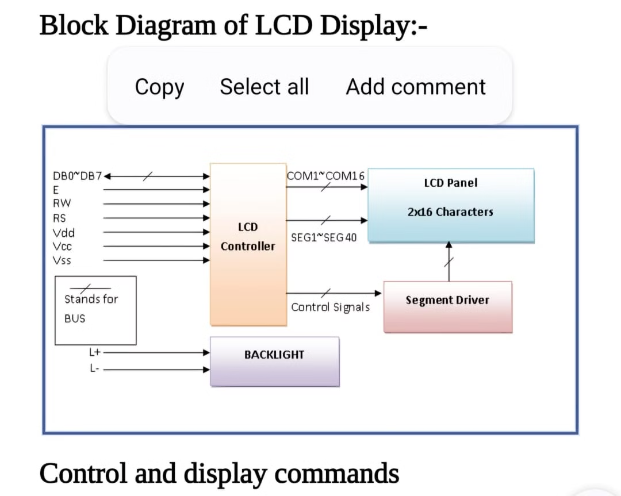 Block Diagram of LCD Display:-
Copy Select all Add comment
DB0~DB7
E
RW
RS
Vdd
Vcc
Vss
LCD
Controller
COM1~COM16
SEG1~SEG40
Control Signals
LCD Panel
2x16 Characters
Segment Driver
Stands for
BUS
L+
L-
BACKLIGHT
Control and display commands